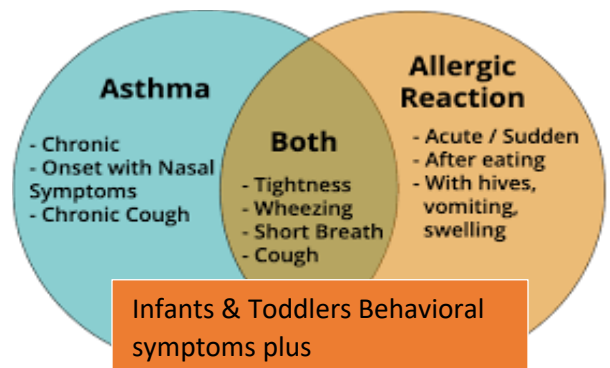 Asthma
- Chronic
- Onset with Nasal
Symptoms
- Chronic Cough
Both
- Tightness
- Wheezing
- Short Breath
- Cough
Allergic
Reaction
- Acute / Sudden
- After eating
- With hives,
vomiting,
swelling
Infants & Toddlers Behavioral
symptoms plus